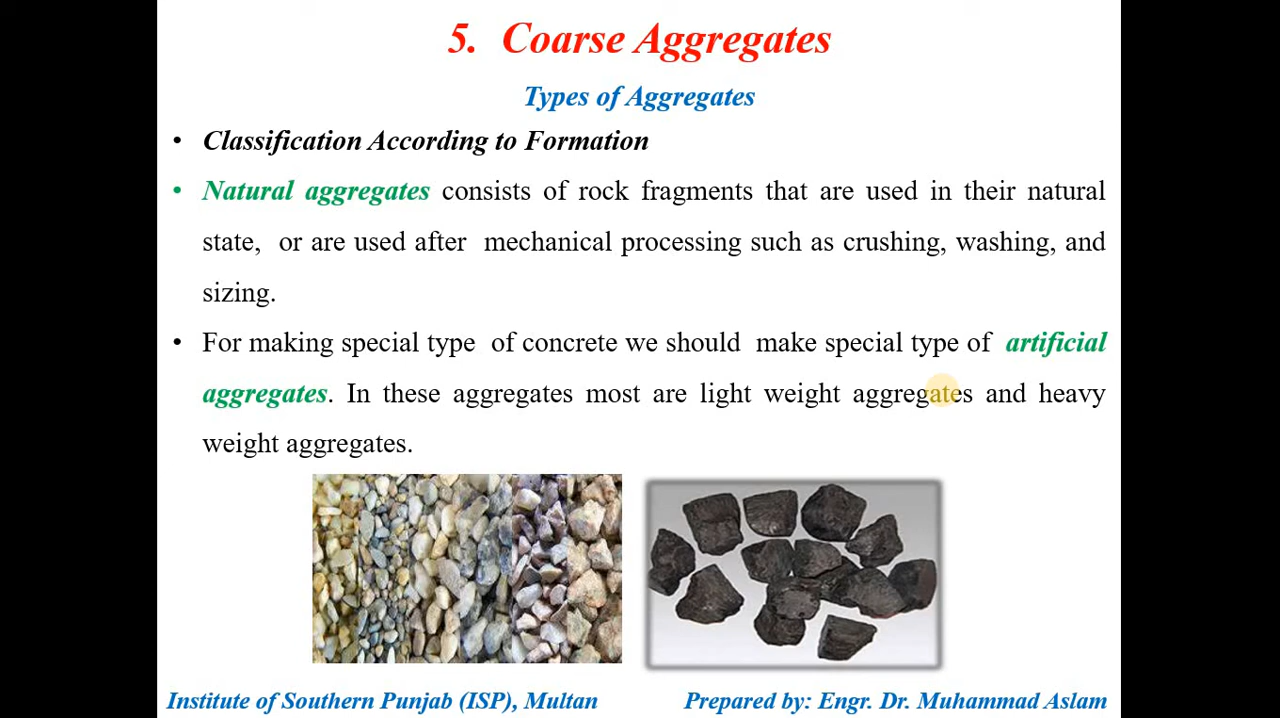 5. Coarse Aggregates
Types of Aggregates
• Classification According to Formation
• Natural aggregates consists of rock fragments that are used in their natural
state, or are used after mechanical processing such as crushing, washing, and
sizing.
• For making special type of concrete we should make special type of artificial
aggregates. In these aggregates most are light weight aggregates and heavy
weight aggregates.
Institute of Southern Punjab (ISP), Multan
Prepared by: Engr. Dr. Muhammad Aslam